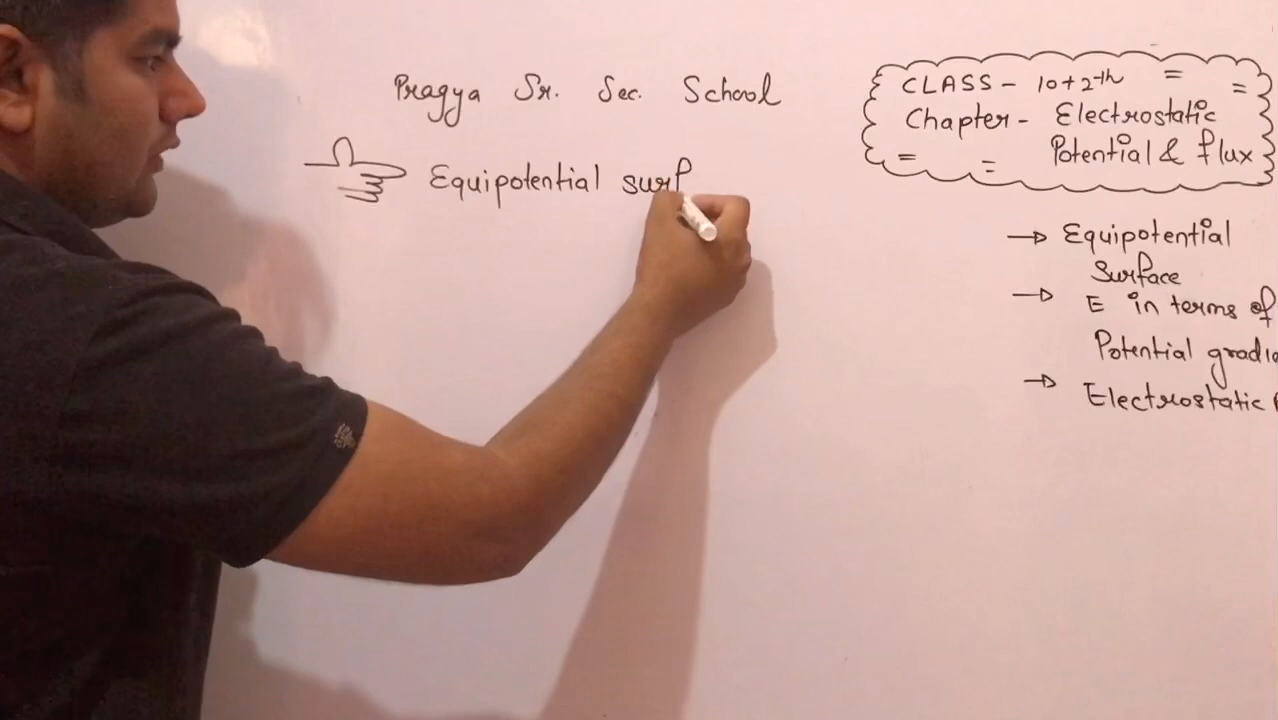 Pragya Sr. Sec. School
Equipotential surf
CLASS - 10+2th
Chapter - Electrostatic
Potential & flux
→ Equipotential
Surface
→ E in terms of
Potential gradie
→ Electrostatic